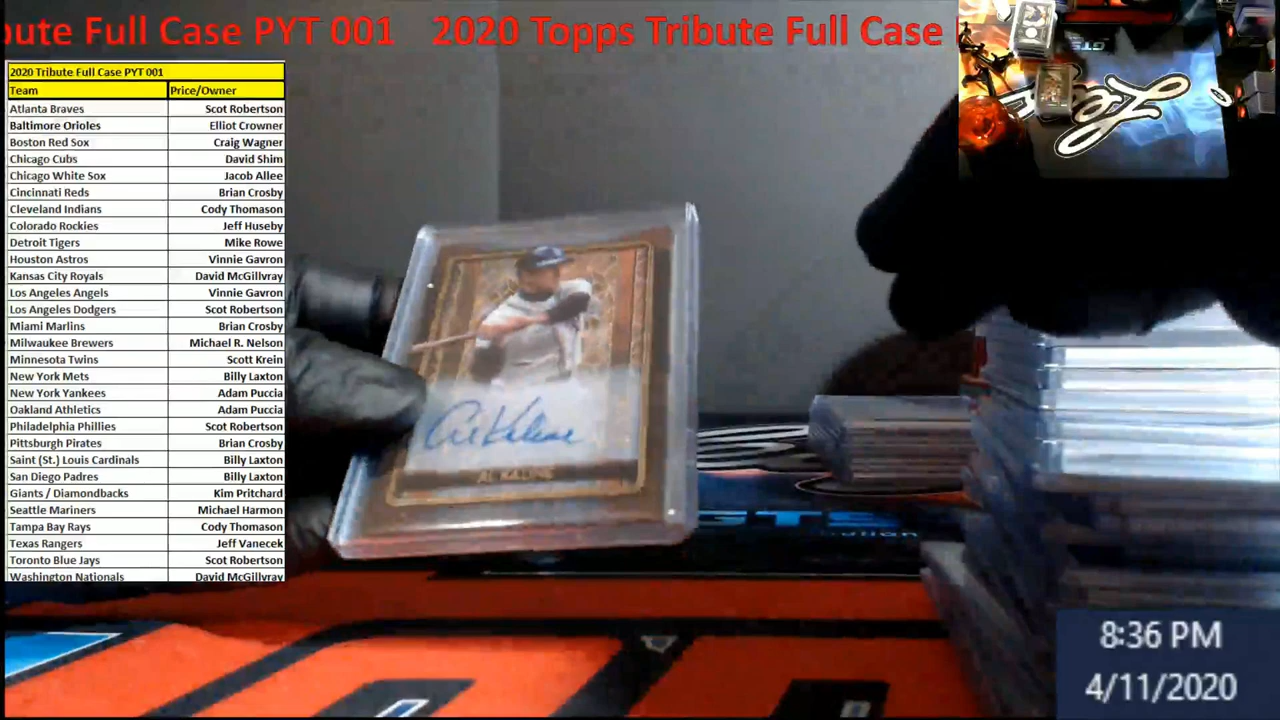 bute Full Case PYT 001 2020 Topps Tribute Full Case
2020 Tribute Full Case PYT 001
Team Price/Owner
Atlanta Braves Scot Robertson
Baltimore Orioles Elliot Crowner
Boston Red Sox Craig Wagner
Chicago Cubs David Shim
Chicago White Sox Jacob Allee
Cincinnati Reds Brian Crosby
Cleveland Indians Cody Thomason
Colorado Rockies Jeff Huseby
Detroit Tigers Mike Rowe
Houston Astros Vinnie Gavron
Kansas City Royals David McGillvray
Los Angeles Angels Vinnie Gavron
Los Angeles Dodgers Scot Robertson
Miami Marlins Brian Crosby
Milwaukee Brewers Michael R. Nelson
Minnesota Twins Scott Krein
New York Mets Billy Laxton
New York Yankees Adam Puccia
Oakland Athletics Adam Puccia
Philadelphia Phillies Scot Robertson
Pittsburgh Pirates Brian Crosby
Saint (St.) Louis Cardinals Billy Laxton
San Diego Padres Billy Laxton
Giants / Diamondbacks Kim Pritchard
Seattle Mariners Michael Harmon
Tampa Bay Rays Cody Thomason
Texas Rangers Jeff Vanecek
Toronto Blue Jays Scot Robertson
Washington Nationals David McGillvray
Al Kaline
AL KALINE
GTS
8:36 PM
4/11/2020